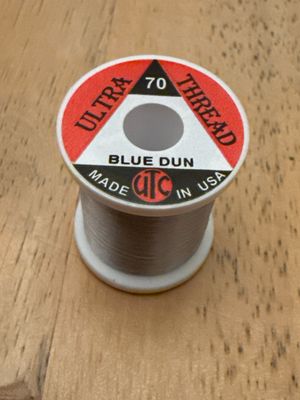 70
ULTRA THREAD
BLUE DUN
MADE UTC IN USA